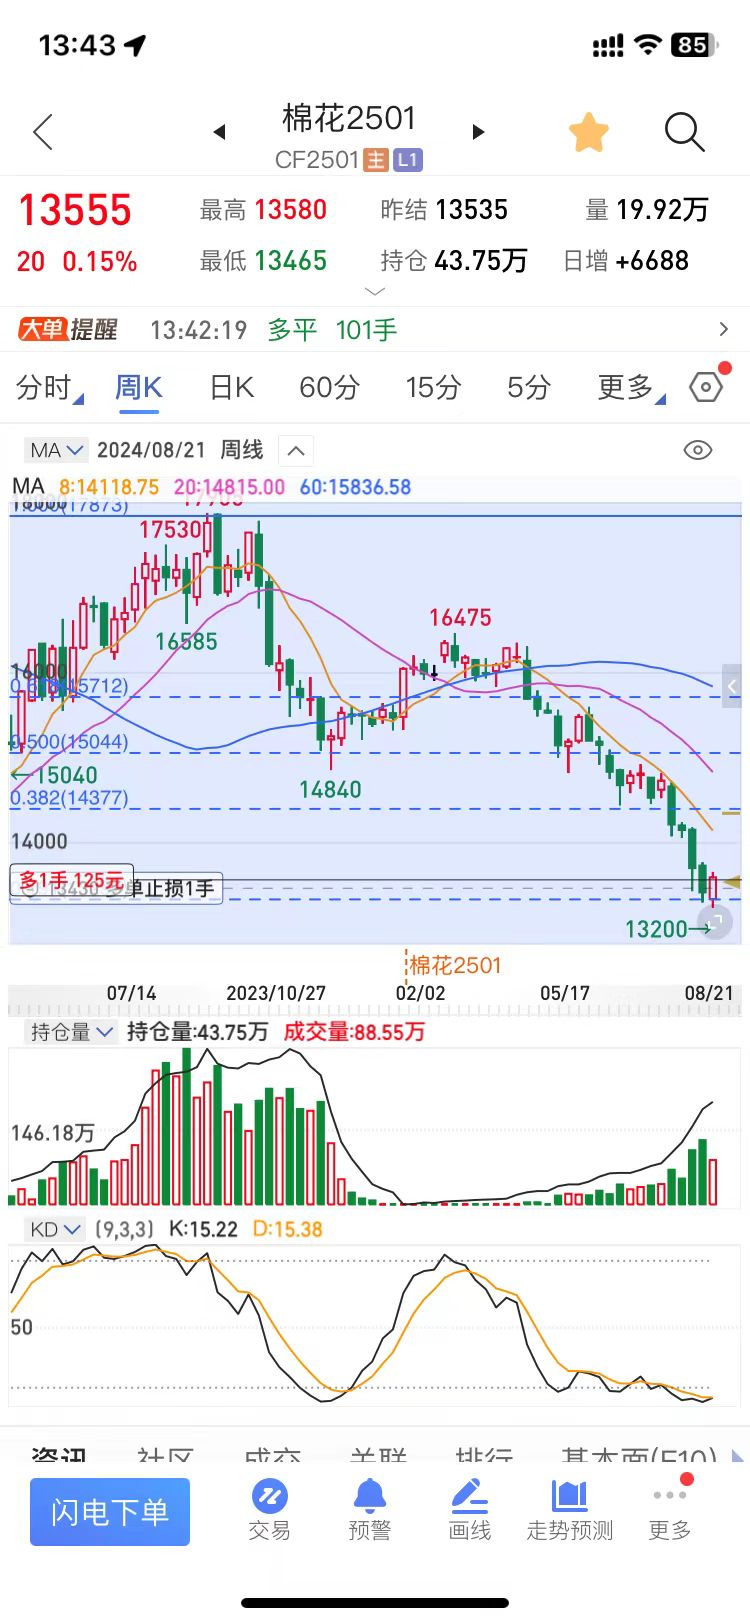 13:43
85
棉花2501
CF2501 主 L1
13555 最高 13580 昨结 13535 量 19.92万
20 0.15% 最低 13465 持仓 43.75万 日增 +6688
大单提醒 13:42:19 多平 101手
分时 周K 日K 60分 15分 5分 更多
MA 2024/08/21 周线
MA 8:14118.75 20:14815.00 60:15836.58
(17873)
17530
16475
16585
16000
(15712)
0.500(15044)
15040
14840
0.382(14377)
14000
多1手 125元
单止损1手
13200
棉花2501
07/14 2023/10/27 02/02 05/17 08/21
持仓量 持仓量:43.75万 成交量:88.55万
146.18万
KD (9,3,3) K:15.22 D:15.38
50
资讯 社区 成交 关联 排行 基本面(F10)
闪电下单 交易 预警 画线 走势预测 更多